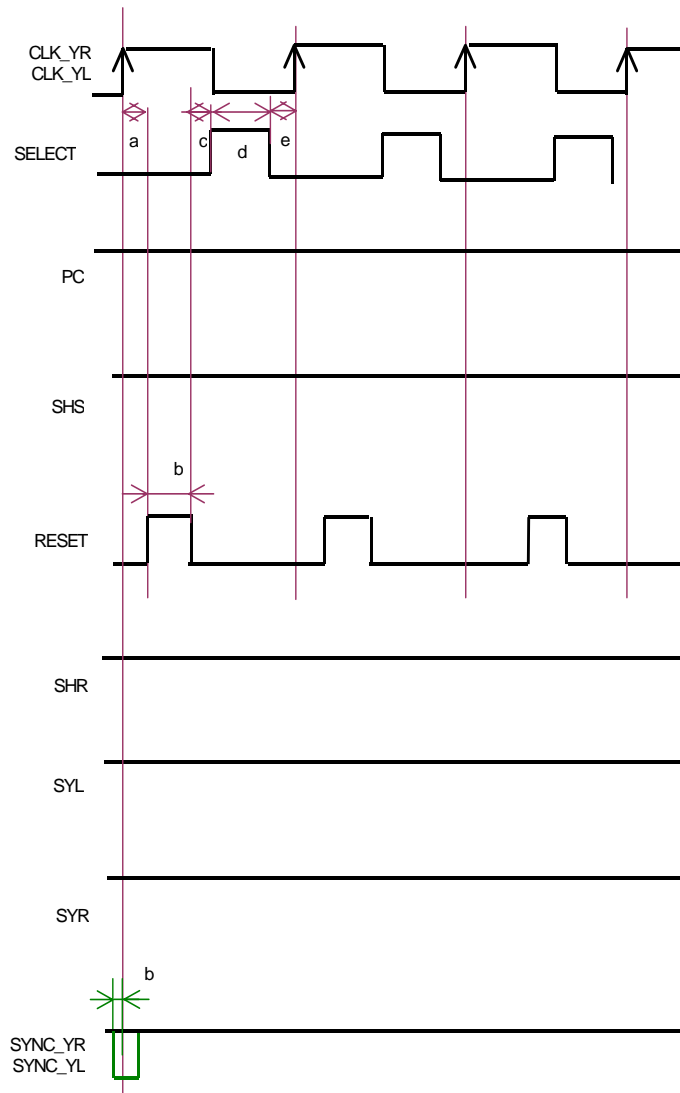 CLK_YR
CLK_YL
a
c
d
e
SELECT
PC
SHS
b
RESET
SHR
SYL
SYR
b
SYNC_YR
SYNC_YL